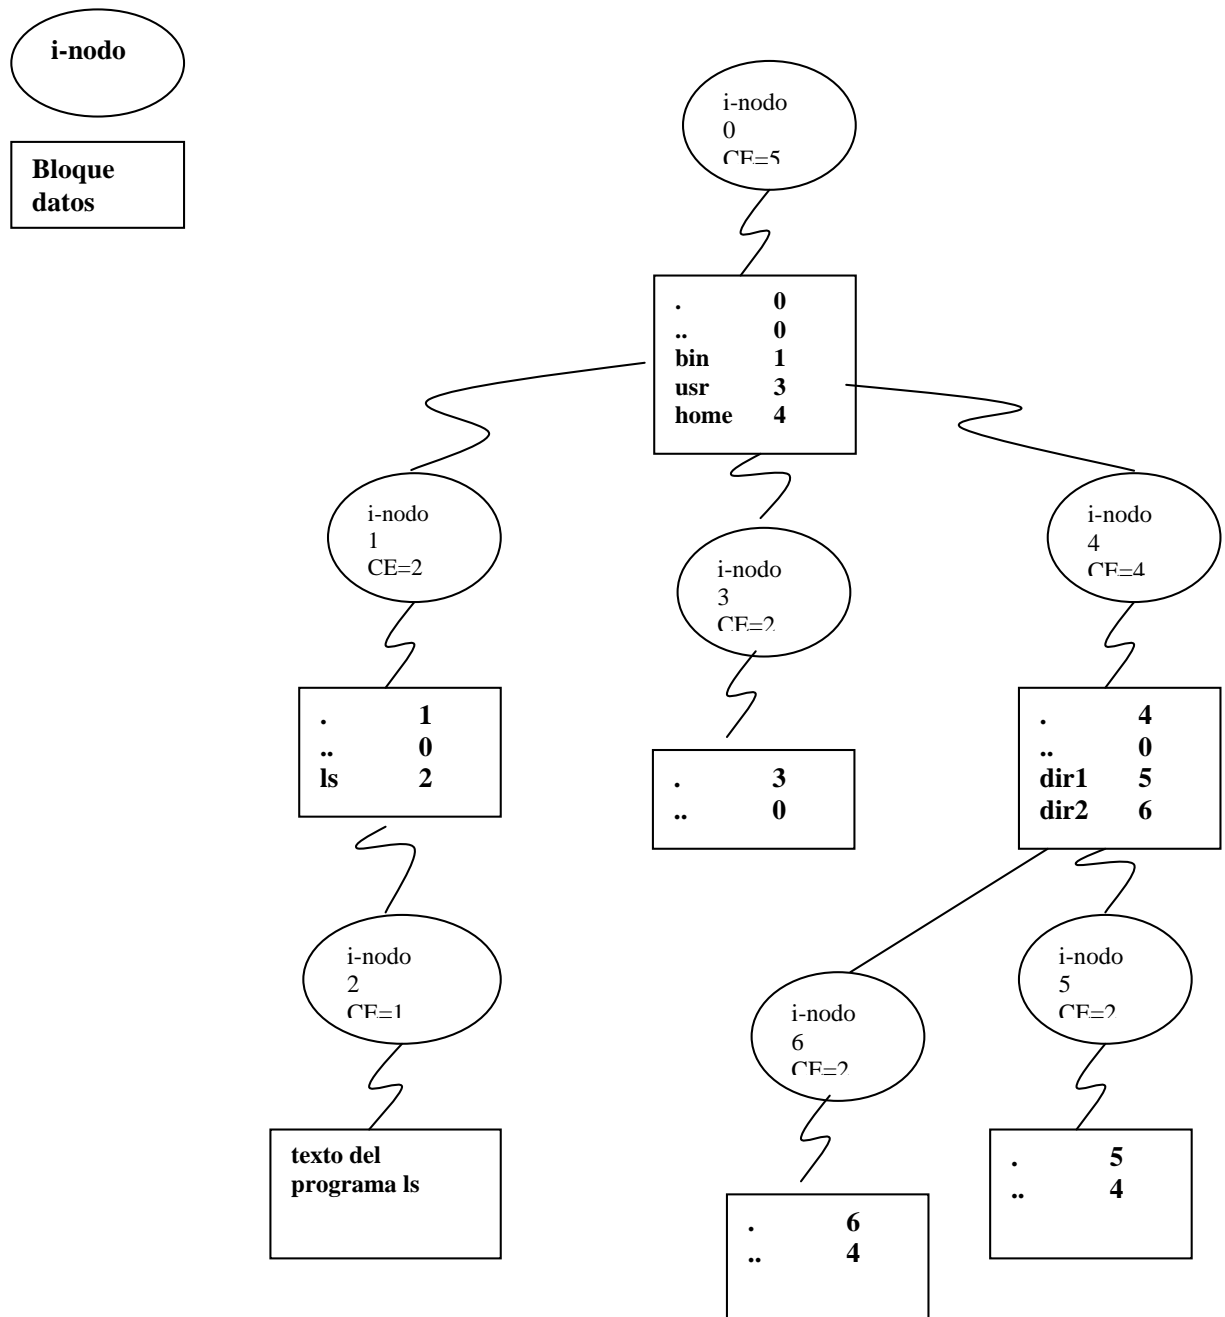 i-nodo
Bloque
datos
i-nodo
0
CE=5
. 0
.. 0
bin 1
usr 3
home 4
i-nodo
1
CE=2
i-nodo
3
CE=2
i-nodo
4
CE=4
. 1
.. 0
ls 2
. 3
.. 0
. 4
.. 0
dir1 5
dir2 6
i-nodo
2
CE=1
i-nodo
6
CE=2
i-nodo
5
CE=2
texto del
programa ls
. 6
.. 4
. 5
.. 4